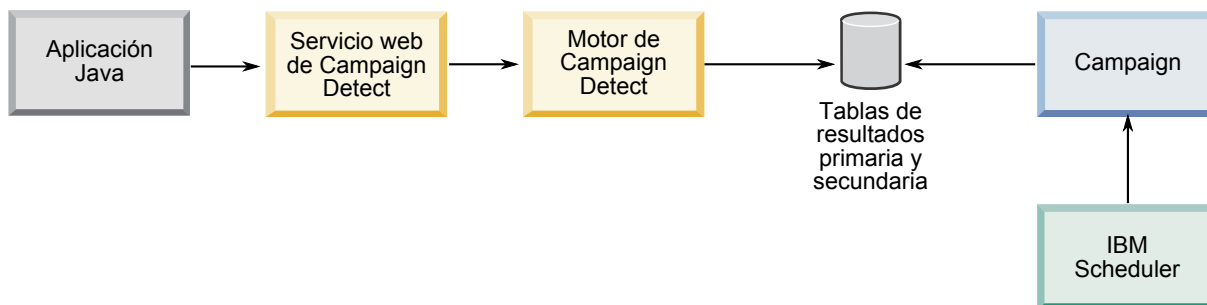 Aplicación
Java
Servicio web
de Campaign
Detect
Motor de
Campaign
Detect
Tablas de
resultados
primaria y
secundaria
Campaign
IBM
Scheduler